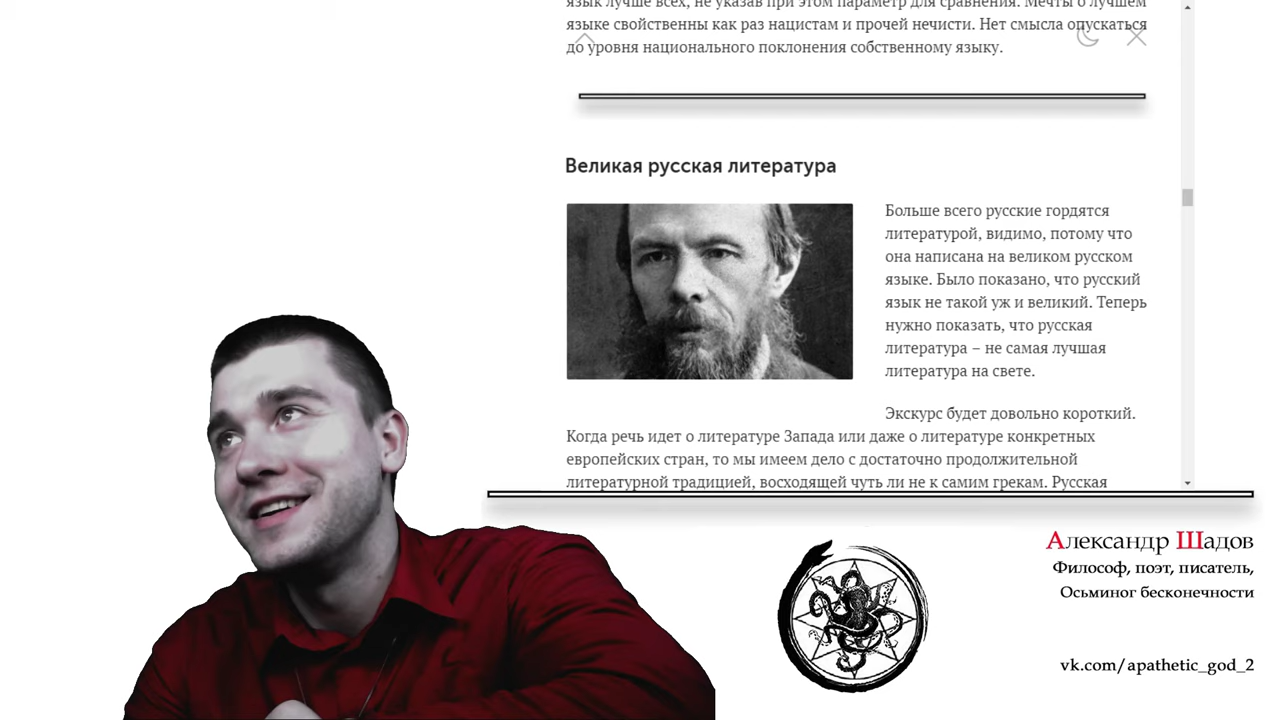 язык лучше всех, не указав при этом параметр для сравнения. Мечты о лучшем
языке свойственны как раз нацистам и прочей нечисти. Нет смысла опускаться
до уровня национального поклонения собственному языку.
Великая русская литература
Больше всего русские гордятся
литературой, видимо, потому что
она написана на великом русском
языке. Было показано, что русский
язык не такой уж и великий. Теперь
нужно показать, что русская
литература – не самая лучшая
литература на свете.
Экскурс будет довольно короткий.
Когда речь идет о литературе Запада или даже о литературе конкретных
европейских стран, то мы имеем дело с достаточно продолжительной
литературной традицией, восходящей чуть ли не к самим грекам. Русская
Александр Шадов
Философ, поэт, писатель,
Осьминог бесконечности
vk.com/apathetic_god_2